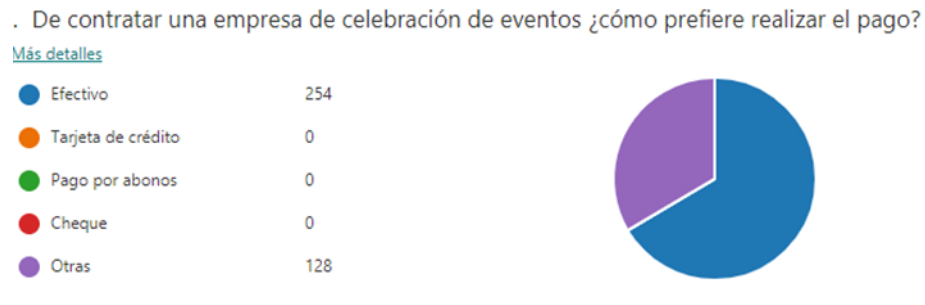 . De contratar una empresa de celebración de eventos ¿cómo prefiere realizar el pago?
Más detalles
Efectivo 254
Tarjeta de crédito 0
Pago por abonos 0
Cheque 0
Otras 128